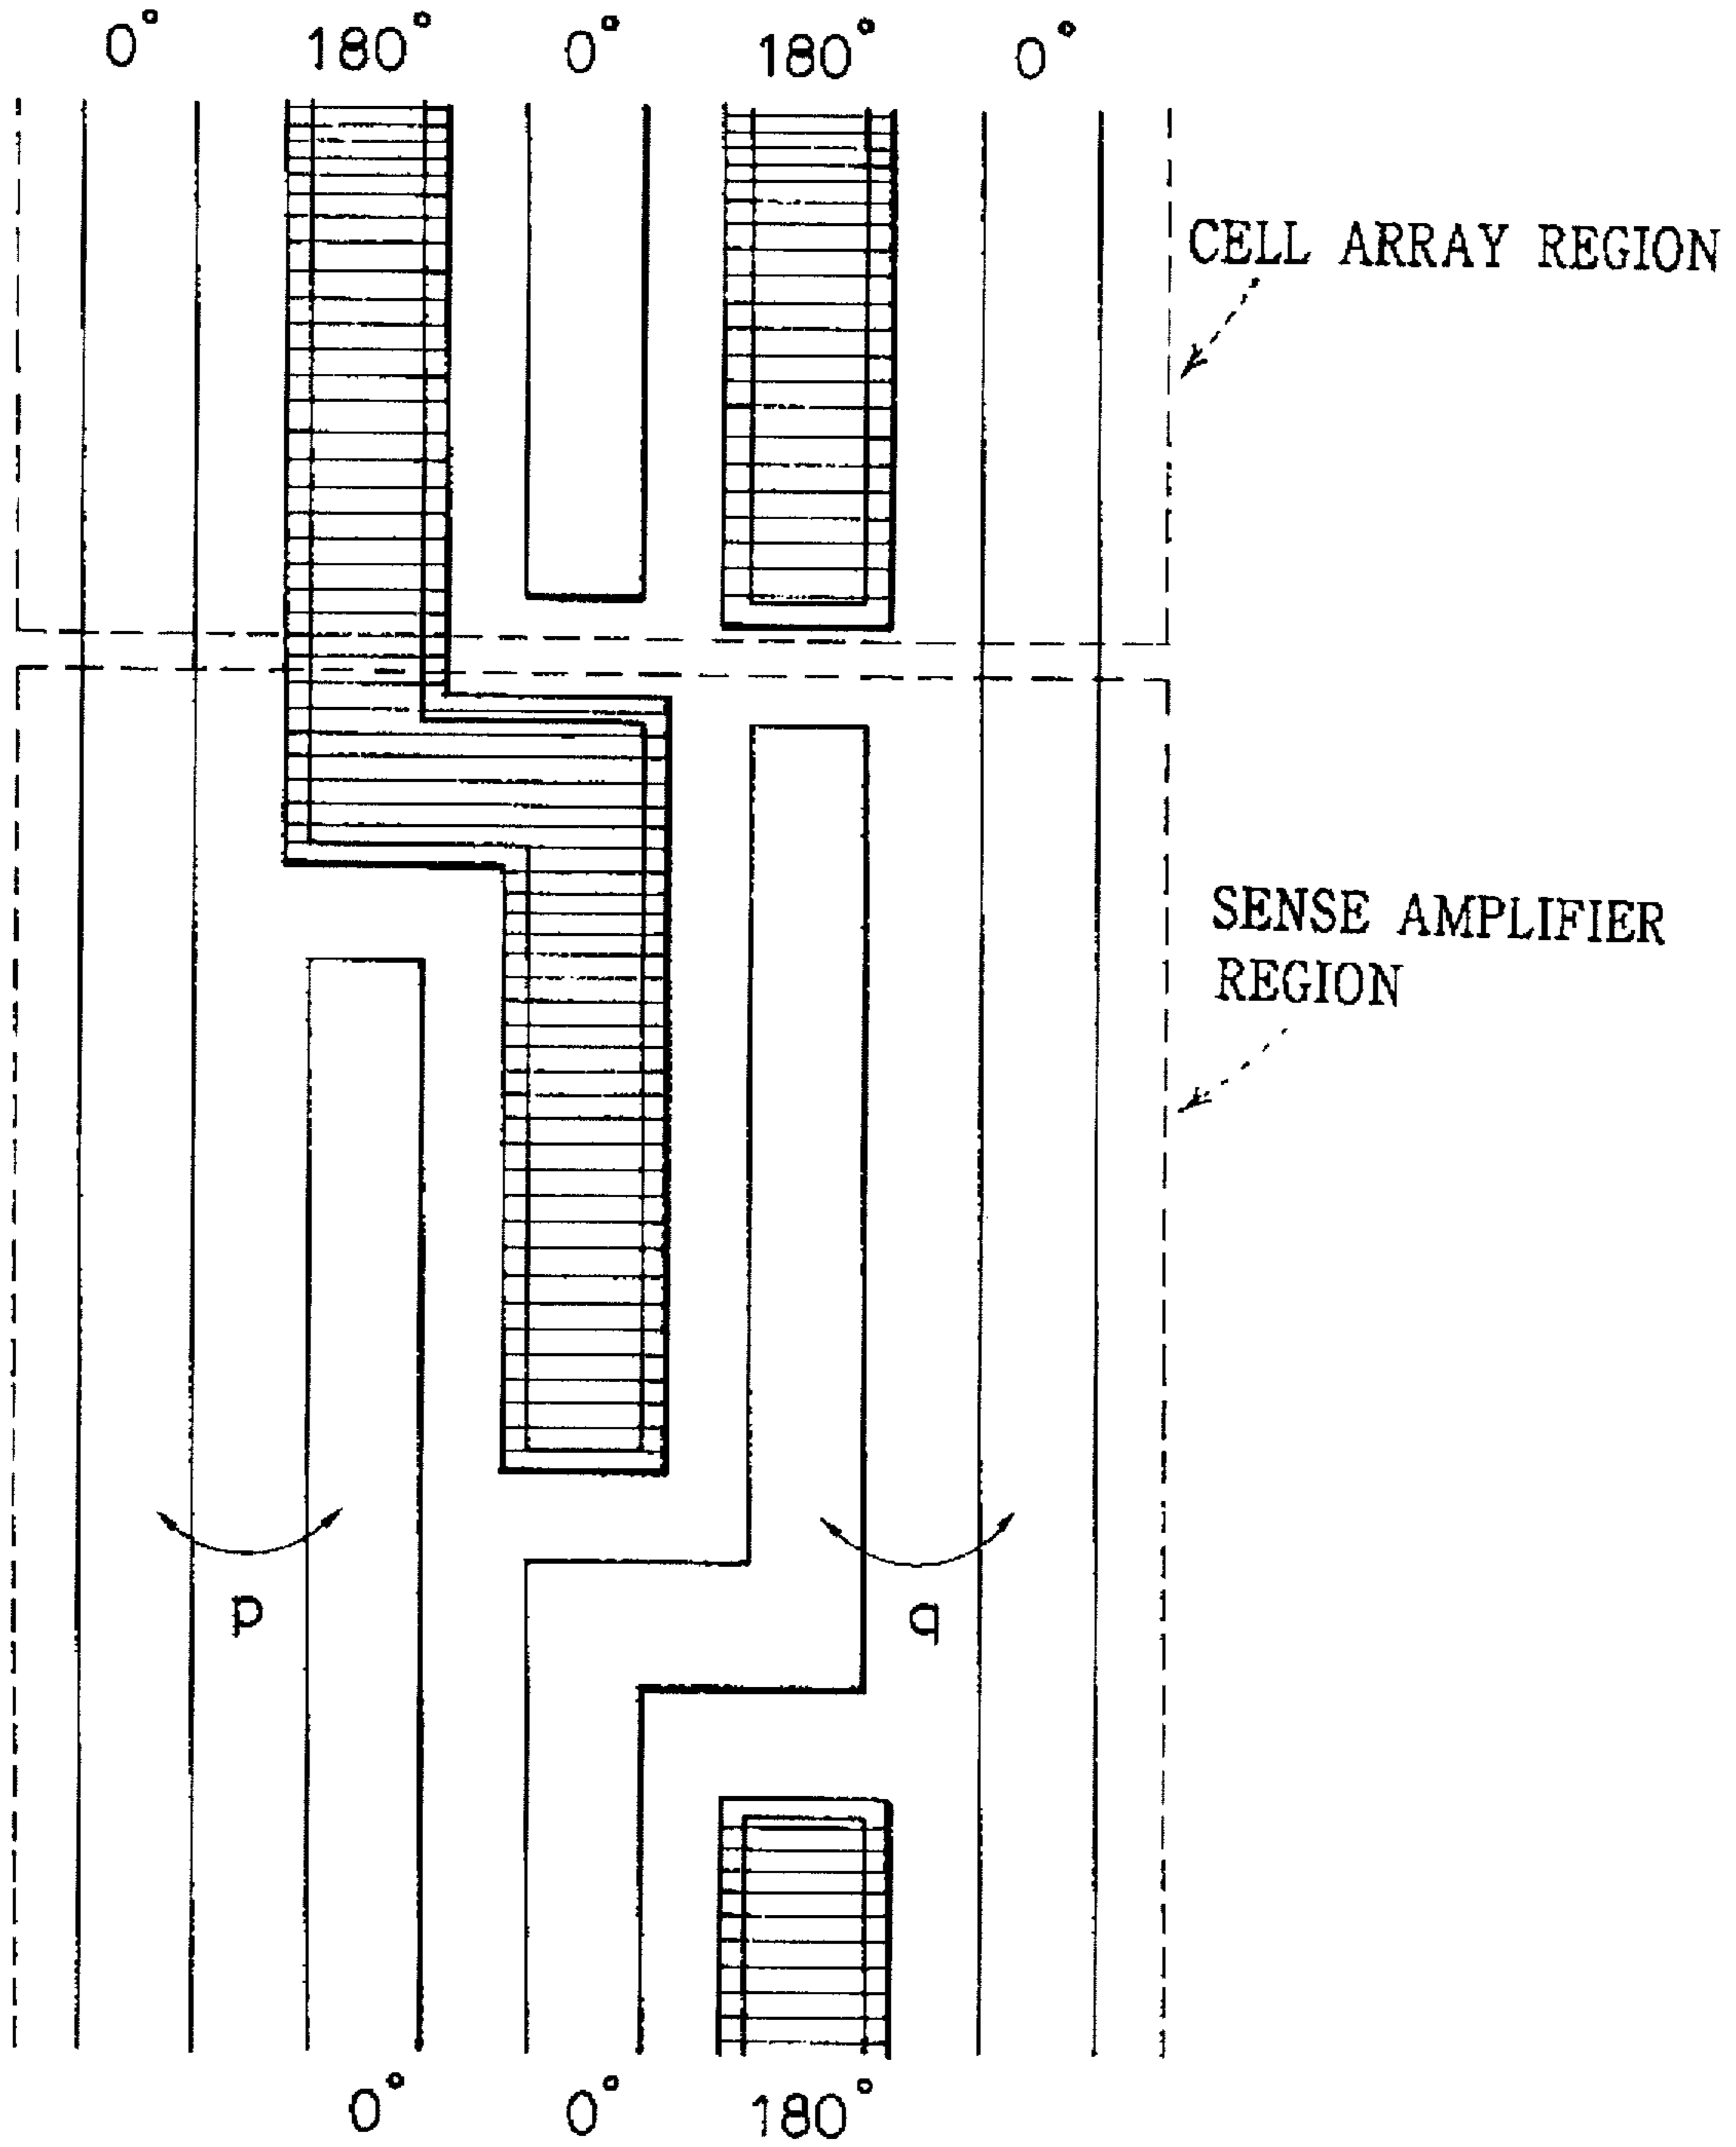 0° 180° 0° 180° 0°
CELL ARRAY REGION
SENSE AMPLIFIER
REGION
p q
0° 0° 180°